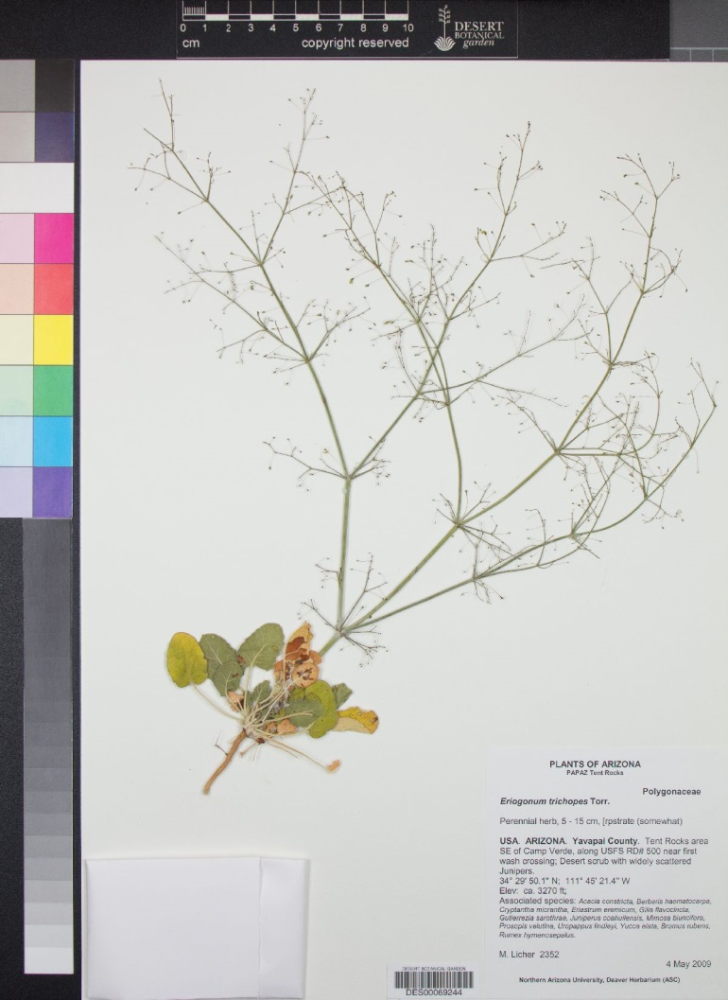 0 1 2 3 4 5 6 7 8 9 10
cm copyright reserved
DESERT
BOTANICAL
garden
PLANTS OF ARIZONA
PAPAZ Tent Rocks
Polygonaceae
Eriogonum trichopes Torr.
Perennial herb, 5 - 15 cm, [rpstrate (somewhat)
USA. ARIZONA. Yavapai County. Tent Rocks area
SE of Camp Verde, along USFS RD# 500 near first
wash crossing; Desert scrub with widely scattered
Junipers.
34° 29' 50.1" N; 111° 45' 21.4" W
Elev: ca. 3270 ft;
Associated species: Acacia constricta, Berberis haematocarpa,
Cryptantha micrantha, Eriastrum eremicum, Gilia flavocincta,
Gutierrezia sarothrae, Juniperus coahuilensis, Mimosa biuncifera,
Prosopis velutina, Uropappus lindleyi, Yucca elata, Bromus rubens,
Rumex hymenosepalus.
M. Licher 2352
4 May 2009
Northern Arizona University, Deaver Herbarium (ASC)
DESERT BOTANICAL GARDEN
DES00069244